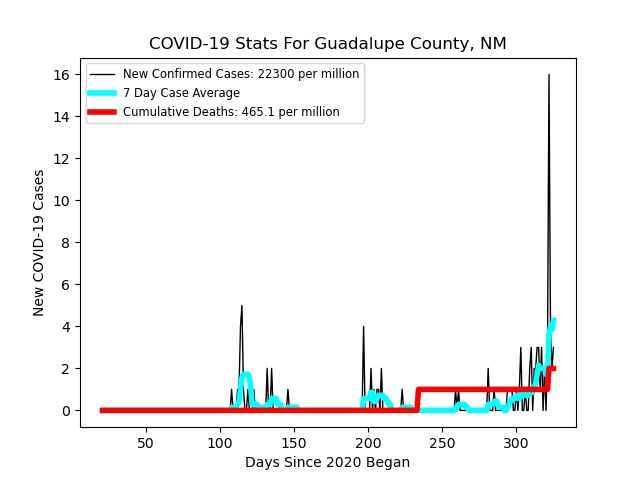 COVID-19 Stats For Guadalupe County, NM
New Confirmed Cases: 22300 per million
7 Day Case Average
Cumulative Deaths: 465.1 per million
New COVID-19 Cases
16
14
12
10
8
6
4
2
0
50 100 150 200 250 300
Days Since 2020 Began